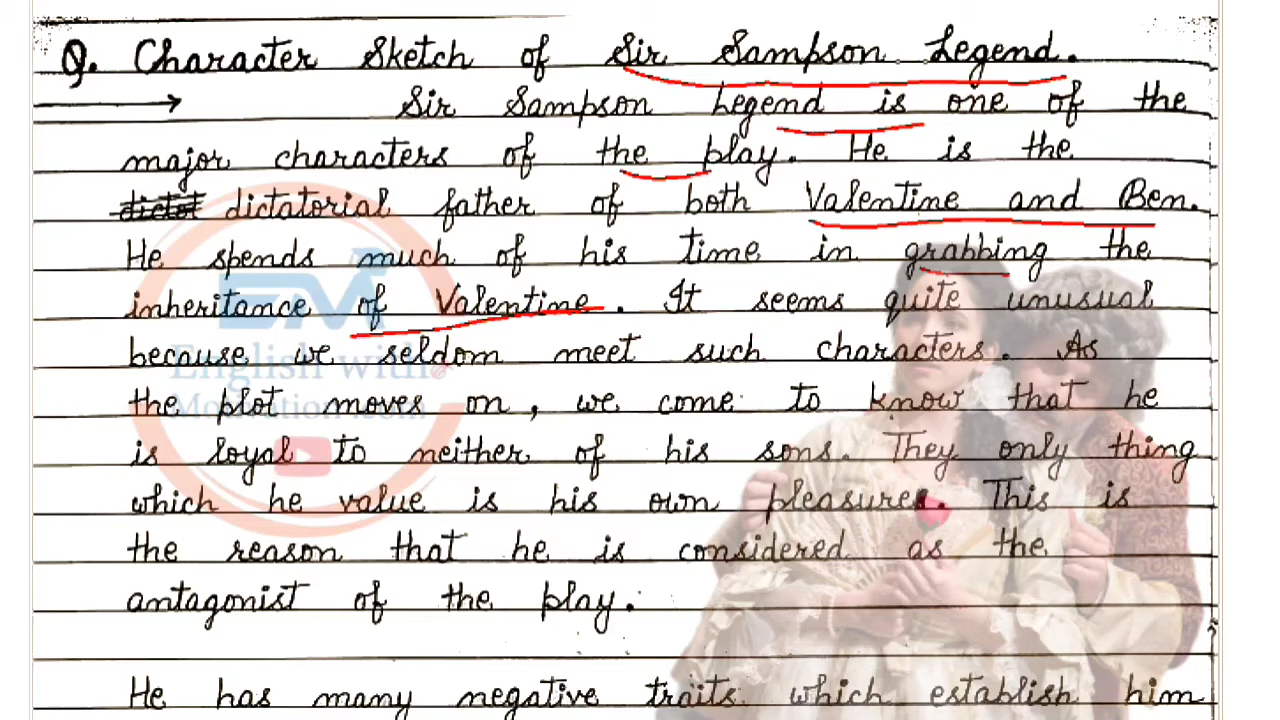 Q. Character Sketch of Sir Sampson Legend.
Sir Sampson Legend is one of the
major characters of the play. He is the
dictatorial father of both Valentine and Ben.
He spends much of his time in grabbing the
inheritance of Valentine. It seems quite unusual
because we seldom meet such characters. As
the plot moves on, we come to know that he
is loyal to neither of his sons. They only thing
which he value is his own pleasures. This is
the reason that he is considered as the
antagonist of the play.
He has many negative traits which establish him
EM
English with
Motivation.com